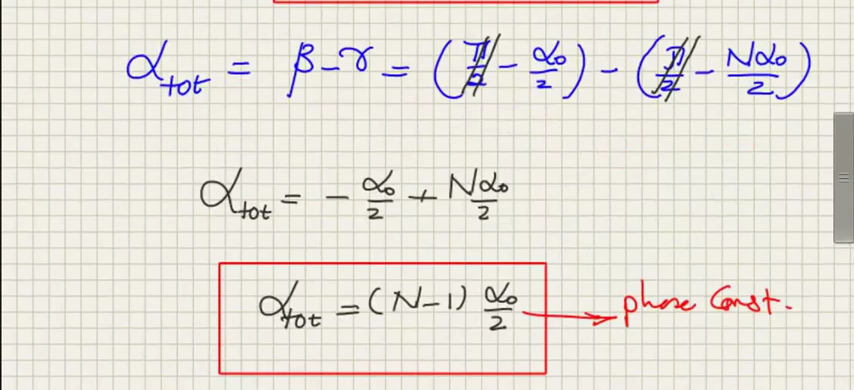 α_tot = β - γ = (π/2 - α₀/2) - (π/2 - Nα₀/2)
α_tot = - α₀/2 + Nα₀/2
α_tot = (N-1) α₀/2 → phase Const.